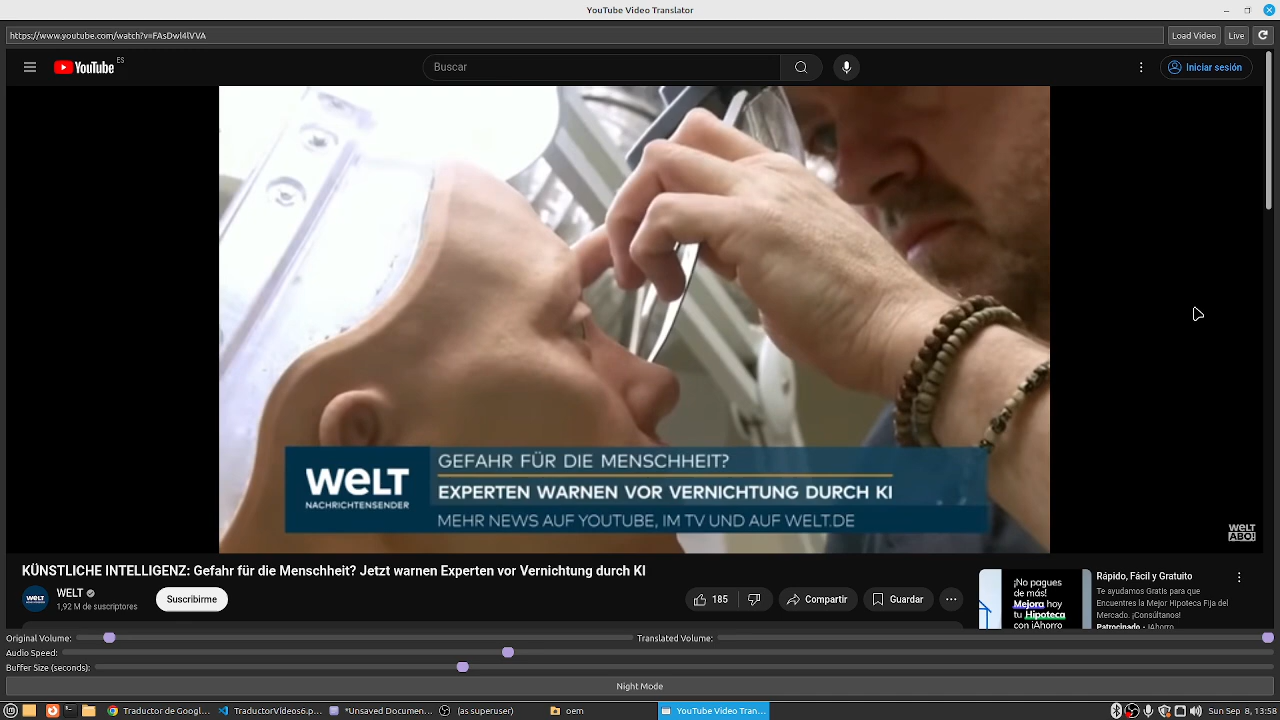 YouTube Video Translator
https://www.youtube.com/watch?v=FAsDwl4lVVA
Load Video
Live
YouTube
ES
Buscar
Iniciar sesión
WELT
NACHRICHTENSENDER
GEFAHR FÜR DIE MENSCHHEIT?
EXPERTEN WARNEN VOR VERNICHTUNG DURCH KI
MEHR NEWS AUF YOUTUBE, IM TV UND AUF WELT.DE
WELT
ABO!
KÜNSTLICHE INTELLIGENZ: Gefahr für die Menschheit? Jetzt warnen Experten vor Vernichtung durch KI
WELT
WELT
1,92 M de suscriptores
Suscribirme
185
Compartir
Guardar
¡No pagues
de más!
Mejora hoy
tu Hipoteca
con iAhorro
Rápido, Fácil y Gratuito
Te ayudamos Gratis para que
Encuentres la Mejor Hipoteca Fija del
Mercado. ¡Consúltanos!
Patrocinado · iAhorro
Original Volume:
Translated Volume:
Audio Speed:
Buffer Size (seconds):
Night Mode
Traductor de Googl...
TraductorVideos6.p...
*Unsaved Documen...
(as superuser)
oem
YouTube Video Tran...
Sun Sep 8, 13:58